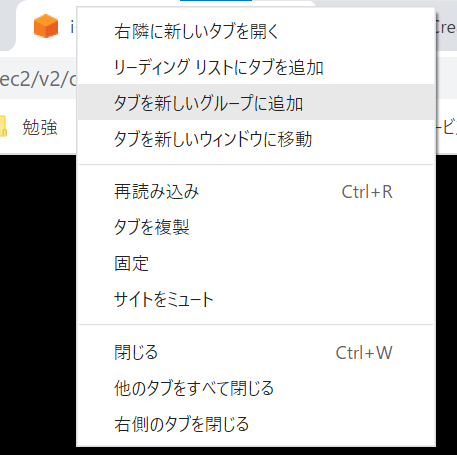 i
Cre
右隣に新しいタブを開く
リーディング リストにタブを追加
ec2/v2/c
タブを新しいグループに追加
勉強
タブを新しいウィンドウに移動
ービ
再読み込み Ctrl+R
タブを複製
固定
サイトをミュート
閉じる Ctrl+W
他のタブをすべて閉じる
右側のタブを閉じる